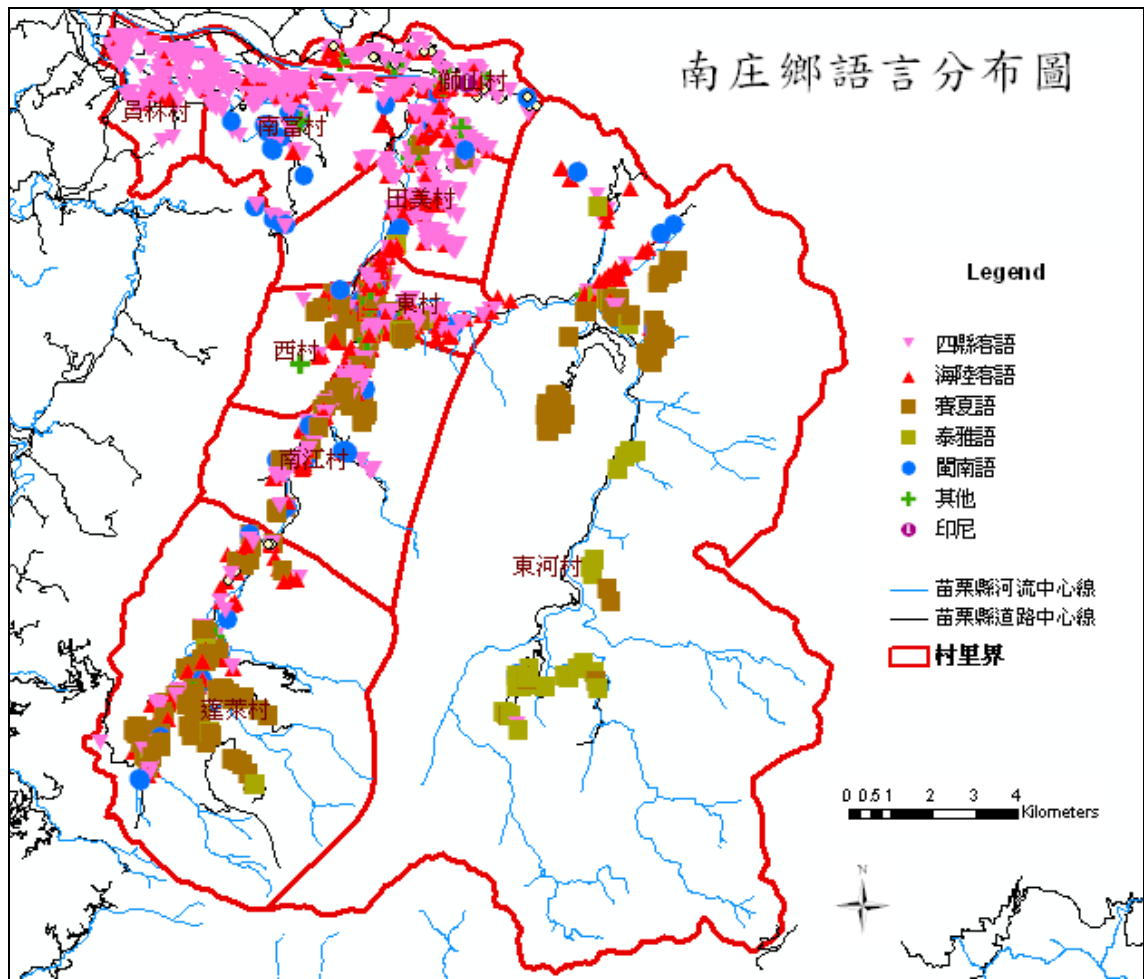 南庄鄉語言分布圖
獅山村
員林村
南富村
田美村
東村
西村
南江村
東河村
蓬萊村
Legend
四縣客語
海陸客語
賽夏語
泰雅語
閩南語
其他
印尼
苗栗縣河流中心線
苗栗縣道路中心線
村里界
0 0.5 1 2 3 4
Kilometers
N